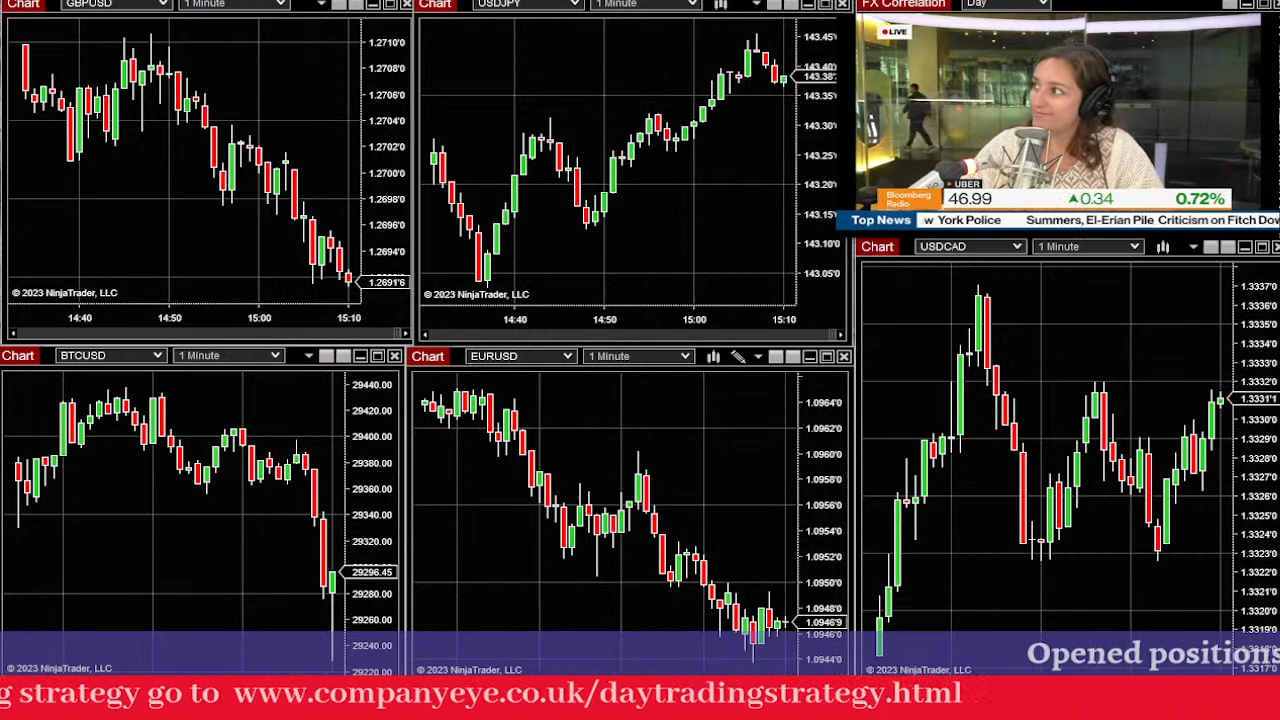 Chart GBPUSD 1 Minute
1.2710'0
1.2708'0
1.2706'0
1.2704'0
1.2702'0
1.2700'0
1.2698'0
1.2696'0
1.2694'0
1.2691'6
© 2023 NinjaTrader, LLC
14:40 14:50 15:00 15:10
Chart USDJPY 1 Minute
143.45'
143.40'
143.38'
143.35'
143.30'
143.25'
143.20'
143.15'
143.10'
143.05'
© 2023 NinjaTrader, LLC
14:40 14:50 15:00 15:10
FX Correlation Day
LIVE
UBER
Bloomberg
Radio
46.99 0.34 0.72%
Top News w York Police Summers, El-Erian Pile Criticism on Fitch Dow
Chart USDCAD 1 Minute
1.3337'0
1.3336'0
1.3334'0
1.3333'0
1.3332'0
1.3331'1
1.3330'0
1.3329'0
1.3328'0
1.3326'0
1.3325'0
1.3324'0
1.3322'0
1.3321'0
1.3320'0
1.3317'0
© 2023 NinjaTrader, LLC
Chart BTCUSD 1 Minute
29440.00
29420.00
29400.00
29380.00
29360.00
29340.00
29320.00
29296.45
29280.00
29260.00
29240.00
29220.00
© 2023 NinjaTrader, LLC
Chart EURUSD 1 Minute
1.0964'0
1.0962'0
1.0960'0
1.0956'0
1.0954'0
1.0952'0
1.0950'0
1.0948'0
1.0946'9
1.0946'0
1.0944'0
© 2023 NinjaTrader, LLC
Opened positions
g strategy go to www.companyeye.co.uk/daytradingstrategy.html